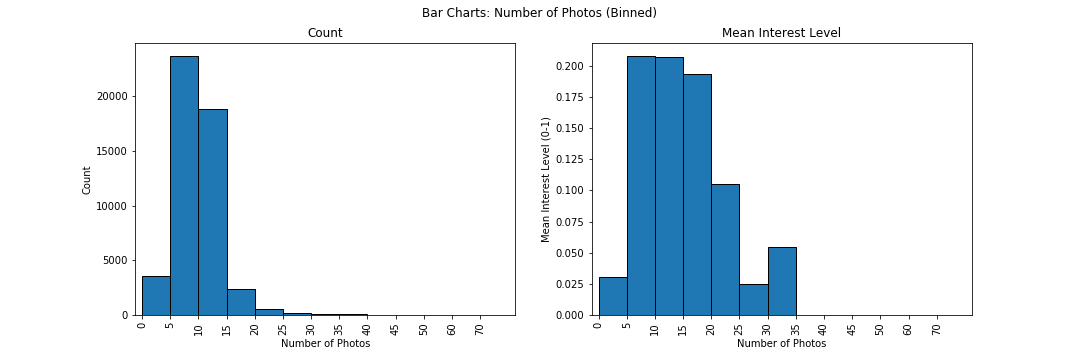 Bar Charts: Number of Photos (Binned)
Count
Count
20000
15000
10000
5000
0
0 5 10 15 20 25 30 35 40 45 50 55 60 65 70
Number of Photos
Mean Interest Level
Mean Interest Level (0-1)
0.200
0.175
0.150
0.125
0.100
0.075
0.050
0.025
0.000
0 5 10 15 20 25 30 35 40 45 50 60 70
Number of Photos